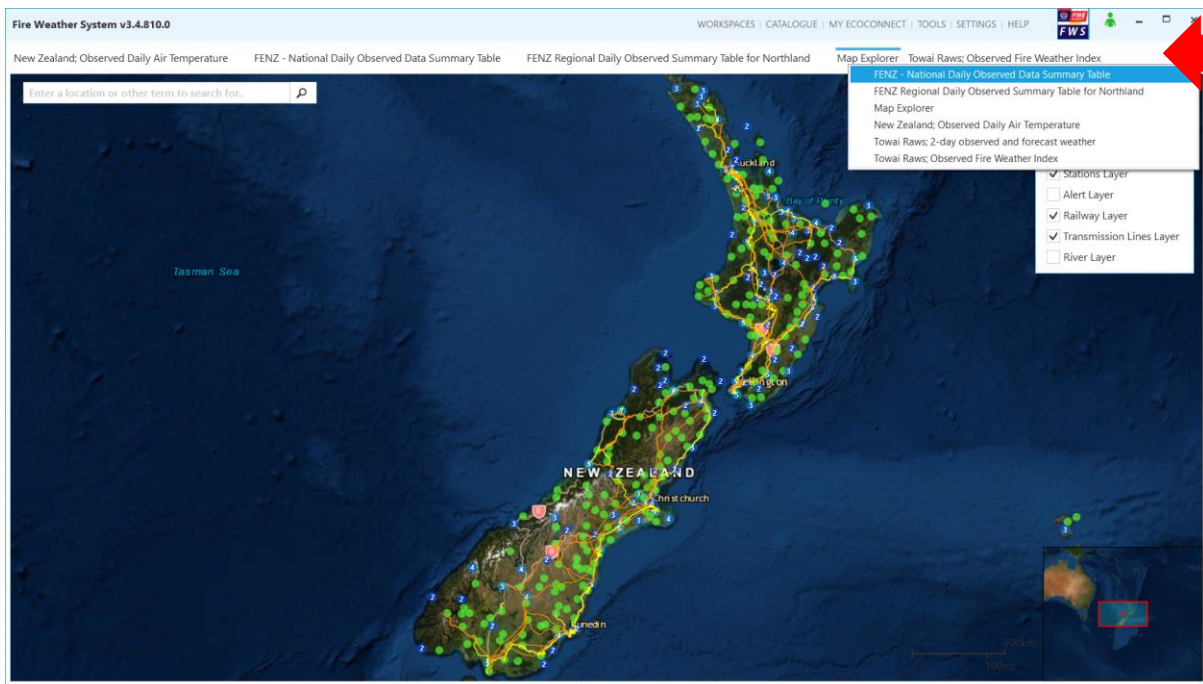 Fire Weather System v3.4.810.0
WORKSPACES | CATALOGUE | MY ECOCONNECT | TOOLS | SETTINGS | HELP
FIRE
FWS
New Zealand; Observed Daily Air Temperature
FENZ - National Daily Observed Data Summary Table
FENZ Regional Daily Observed Summary Table for Northland
Map Explorer
Towai Raws; Observed Fire Weather Index
FENZ - National Daily Observed Data Summary Table
FENZ Regional Daily Observed Summary Table for Northland
Map Explorer
New Zealand; Observed Daily Air Temperature
Towai Raws; 2-day observed and forecast weather
Towai Raws; Observed Fire Weather Index
Enter a location or other term to search for..
Stations Layer
Alert Layer
Railway Layer
Transmission Lines Layer
River Layer
Bay of Plenty
Tasman Sea
NEW ZEALAND
Christchurch
200km
100mi